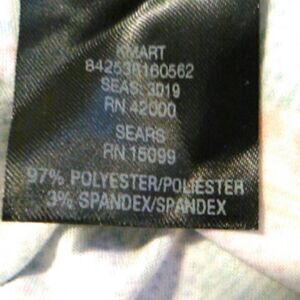 KMART
84253R160562
SEAS: 3019
RN 42000
SEARS
RN 15099
97% POLYESTER/POLIESTER
3% SPANDEX/SPANDEX